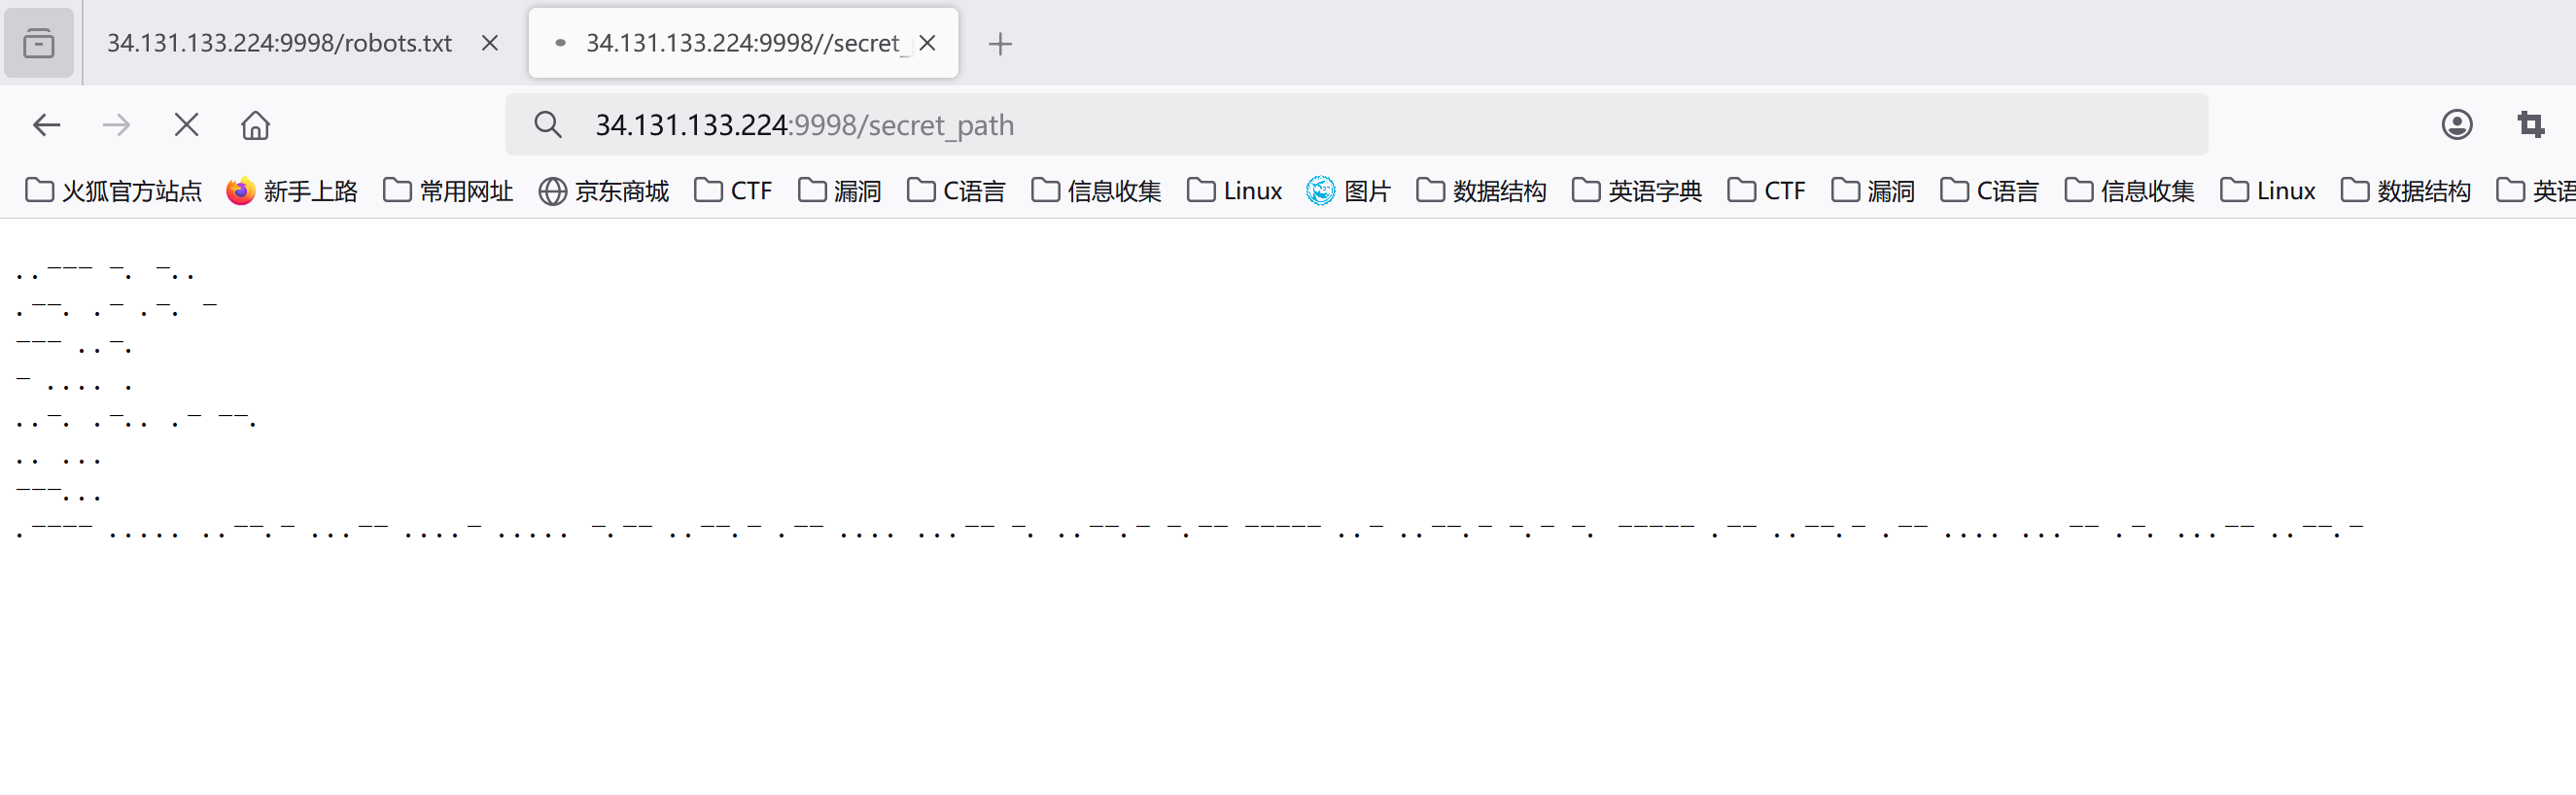 34.131.133.224:9998/robots.txt
34.131.133.224:9998//secret_
34.131.133.224:9998/secret_path
火狐官方站点 新手上路 常用网址 京东商城 CTF 漏洞 C语言 信息收集 Linux 图片 数据结构 英语字典 CTF 漏洞 C语言 信息收集 Linux 数据结构 英语
..--- -. -..
.--. .- .-. -
--- ..-.
- .... .
..-. .-.. .- --.
.. ...
---...
.---- ..... ..--.- ...-- ....- ..... -.-- ..--.- .-- .... ...-- -. ..--.- -.-- ----- ..- ..--.- -.- -. ----- .-- ..--.- .-- .... ...-- .-. ...-- ..--.-